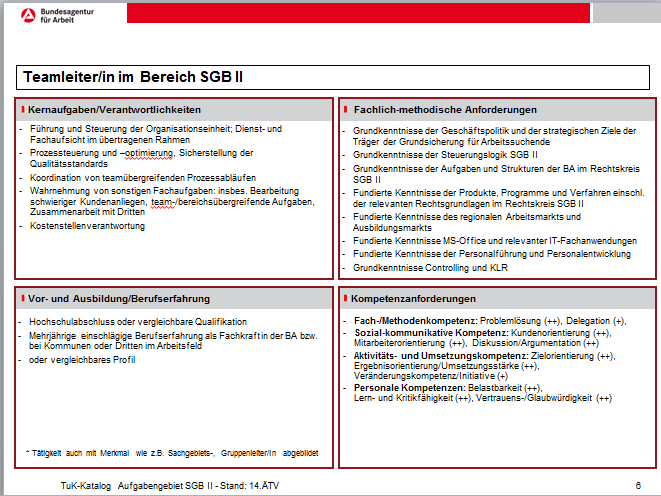 Bundesagentur
für Arbeit
Teamleiter/in im Bereich SGB II
Kernaufgaben/Verantwortlichkeiten
- Führung und Steuerung der Organisationseinheit; Dienst- und
Fachaufsicht im übertragenen Rahmen
- Prozessteuerung und –optimierung, Sicherstellung der
Qualitätsstandards
- Koordination von teamübergreifenden Prozessabläufen
- Wahrnehmung von sonstigen Fachaufgaben: insbes. Bearbeitung
schwieriger Kundenanliegen, team-/bereichsübergreifende Aufgaben,
Zusammenarbeit mit Dritten
- Kostenstellenverantwortung
Fachlich-methodische Anforderungen
- Grundkenntnisse der Geschäftspolitik und der strategischen Ziele der
Träger der Grundsicherung für Arbeitssuchende
- Grundkenntnisse der Steuerungslogik SGB II
- Grundkenntnisse der Aufgaben und Strukturen der BA im Rechtskreis
SGB II
- Fundierte Kenntnisse der Produkte, Programme und Verfahren einschl.
der relevanten Rechtsgrundlagen im Rechtskreis SGB II
- Fundierte Kenntnisse des regionalen Arbeitsmarkts und
Ausbildungsmarkts
- Fundierte Kenntnisse MS-Office und relevanter IT-Fachanwendungen
- Fundierte Kenntnisse der Personalführung und Personalentwicklung
- Grundkenntnisse Controlling und KLR
Vor- und Ausbildung/Berufserfahrung
- Hochschulabschluss oder vergleichbare Qualifikation
- Mehrjährige einschlägige Berufserfahrung als Fachkraft in der BA bzw.
bei Kommunen oder Dritten im Arbeitsfeld
- oder vergleichbares Profil
* Tätigkeit auch mit Merkmal wie z.B. Sachgebiets-, Gruppenleiter/in abgebildet
Kompetenzanforderungen
- Fach-/Methodenkompetenz: Problemlösung (++), Delegation (+),
- Sozial-kommunikative Kompetenz: Kundenorientierung (++),
Mitarbeiterorientierung (++), Diskussion/Argumentation (++)
- Aktivitäts- und Umsetzungskompetenz: Zielorientierung (++),
Ergebnisorientierung/Umsetzungsstärke (++),
Veränderungskompetenz/Initiative (+)
- Personale Kompetenzen: Belastbarkeit (++),
Lern- und Kritikfähigkeit (++), Vertrauens-/Glaubwürdigkeit (++)
TuK-Katalog Aufgabengebiet SGB II - Stand: 14.ÄTV
6